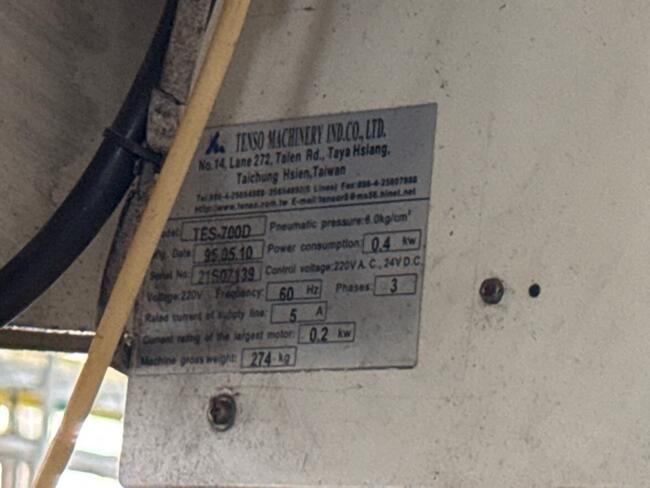 TENSO MACHINERY IND.CO., LTD.
No.14, Lane 272, Talen Rd., Taya Hsiang,
Taichung Hsien,Taiwan
Model: TES-700D Pneumatic pressure:6.0kg/cm²
Mfg. Date: 95.05.10 Power consumption: 0.4 kw
Serial No: 21S07139 Control voltage:220V A.C., 24V D.C.
Voltage:220V Frequency: 60 Hz Phases: 3
Rated current of supply line: 5 A
Current rating of the largest motor: 0.2 kw
Machine gross weight: 274 kg